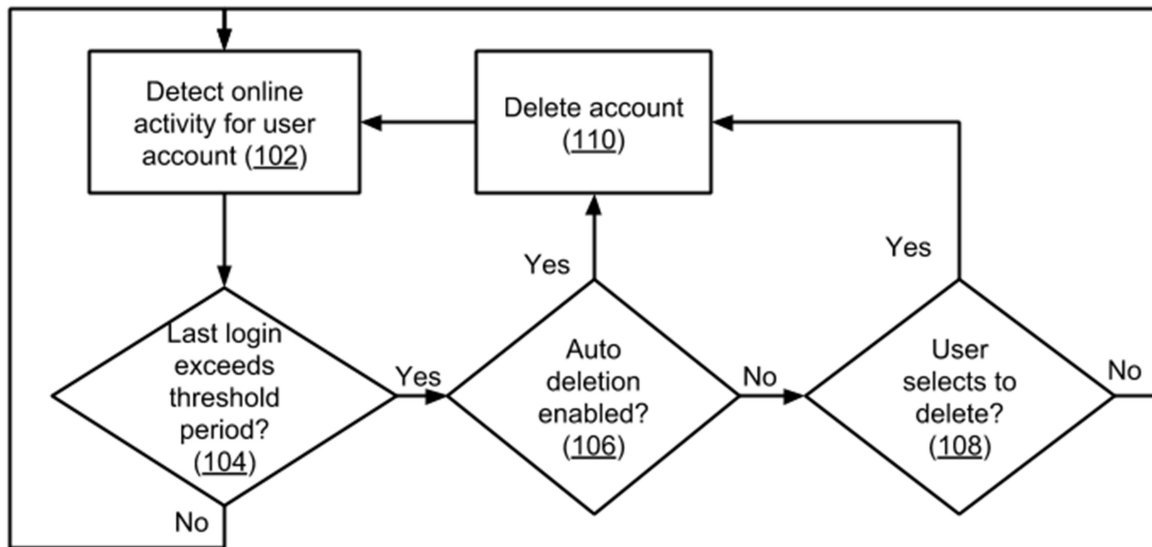 Detect online
activity for user
account (102)
Delete account
(110)
Yes
Yes
Last login
exceeds
threshold
period?
(104)
Yes
Auto
deletion
enabled?
(106)
No
User
selects to
delete?
(108)
No
No